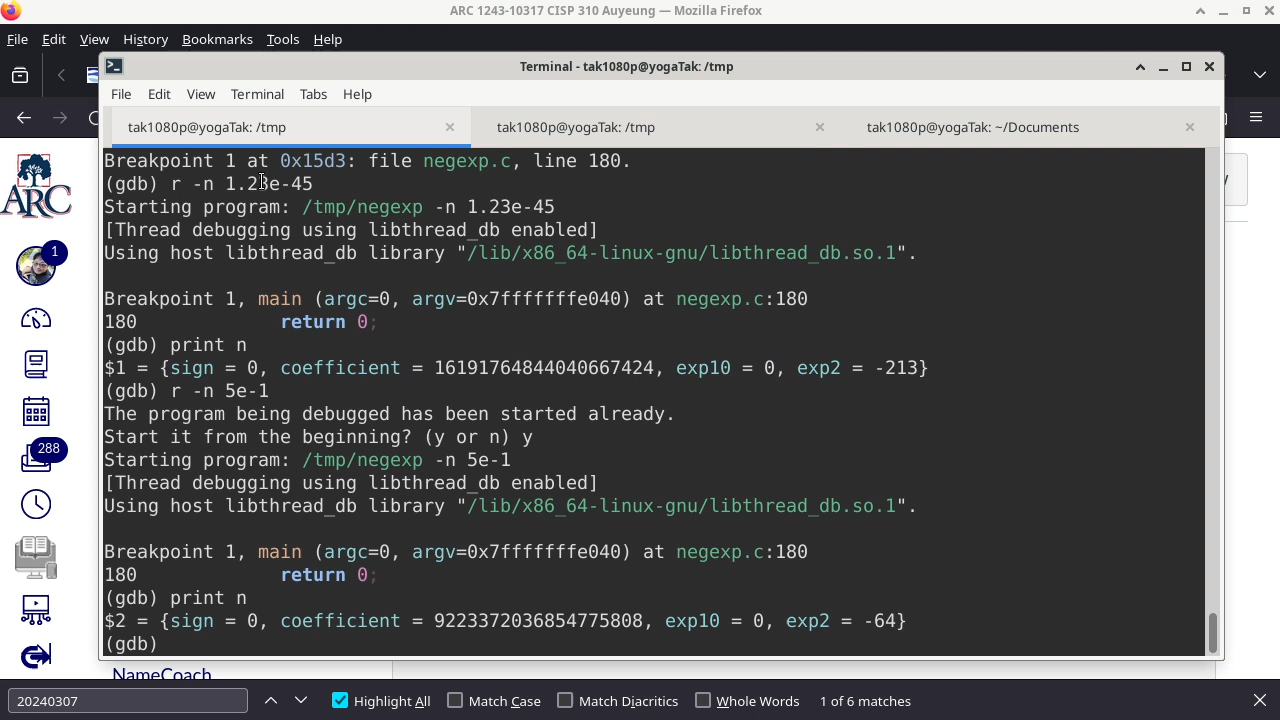 ARC 1243-10317 CISP 310 Auyeung — Mozilla Firefox
File Edit View History Bookmarks Tools Help
Terminal - tak1080p@yogaTak: /tmp
File Edit View Terminal Tabs Help
tak1080p@yogaTak: /tmp
tak1080p@yogaTak: /tmp
tak1080p@yogaTak: ~/Documents
Breakpoint 1 at 0x15d3: file negexp.c, line 180.
(gdb) r -n 1.23e-45
Starting program: /tmp/negexp -n 1.23e-45
[Thread debugging using libthread_db enabled]
Using host libthread_db library "/lib/x86_64-linux-gnu/libthread_db.so.1".
Breakpoint 1, main (argc=0, argv=0x7fffffffe040) at negexp.c:180
180 return 0;
(gdb) print n
$1 = {sign = 0, coefficient = 16191764844040667424, exp10 = 0, exp2 = -213}
(gdb) r -n 5e-1
The program being debugged has been started already.
Start it from the beginning? (y or n) y
Starting program: /tmp/negexp -n 5e-1
[Thread debugging using libthread_db enabled]
Using host libthread_db library "/lib/x86_64-linux-gnu/libthread_db.so.1".
Breakpoint 1, main (argc=0, argv=0x7fffffffe040) at negexp.c:180
180 return 0;
(gdb) print n
$2 = {sign = 0, coefficient = 9223372036854775808, exp10 = 0, exp2 = -64}
(gdb)
ARC
1
288
NameCoach
20240307
Highlight All
Match Case
Match Diacritics
Whole Words
1 of 6 matches